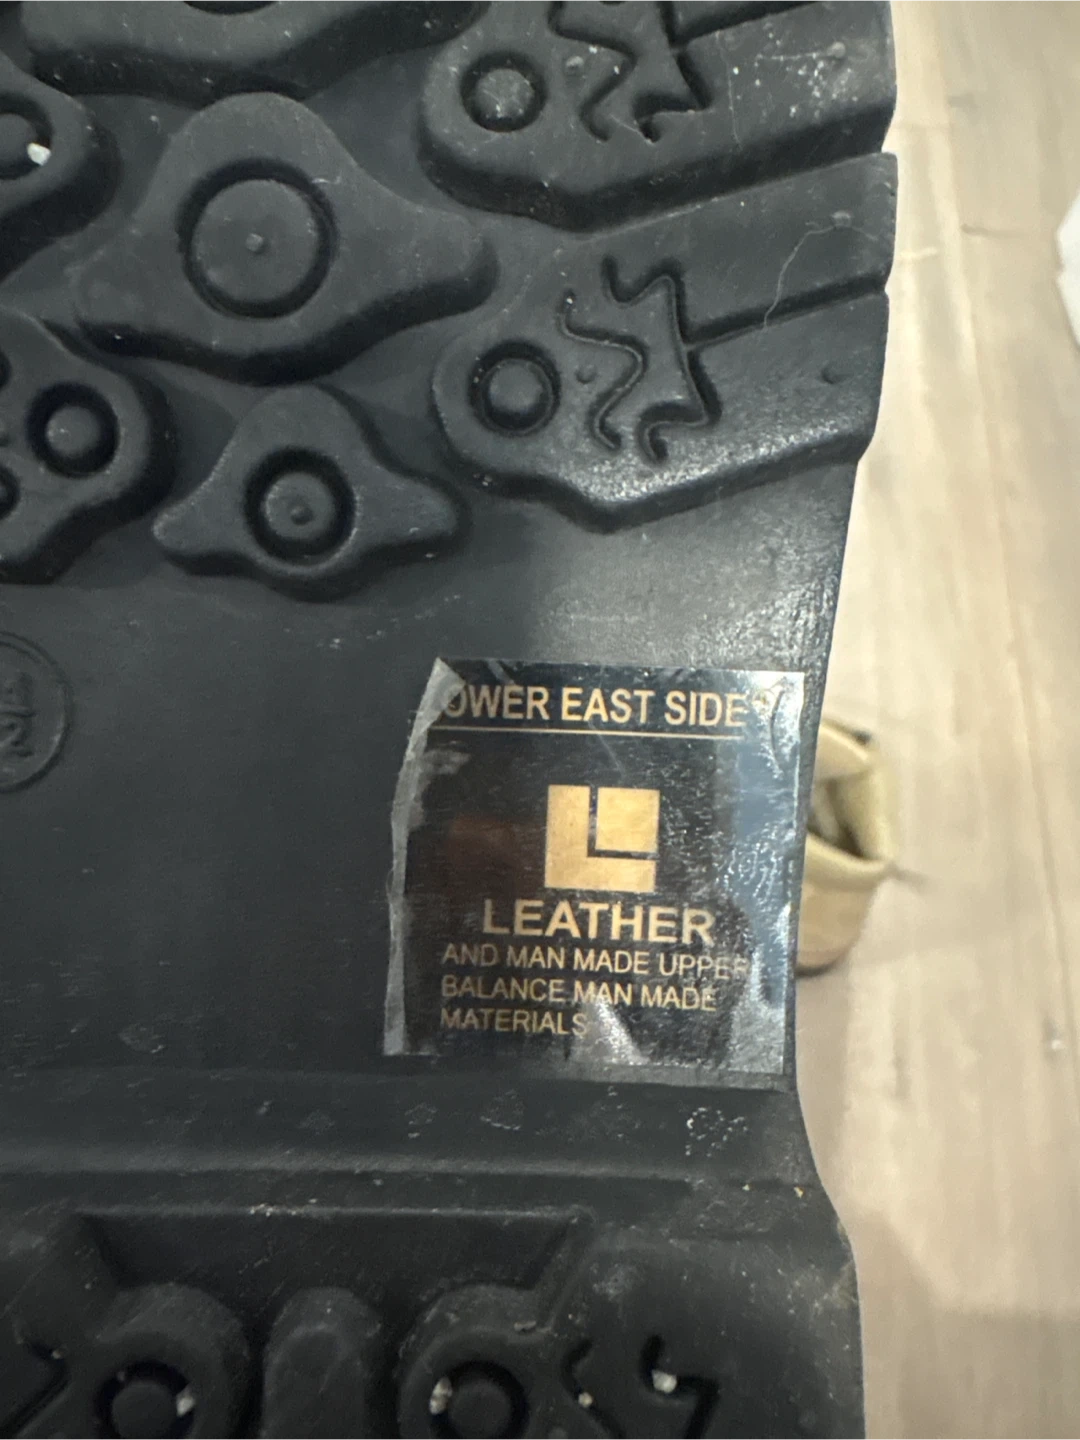 OWER EAST SIDE®
LEATHER
AND MAN MADE UPPER
BALANCE MAN MADE
MATERIALS